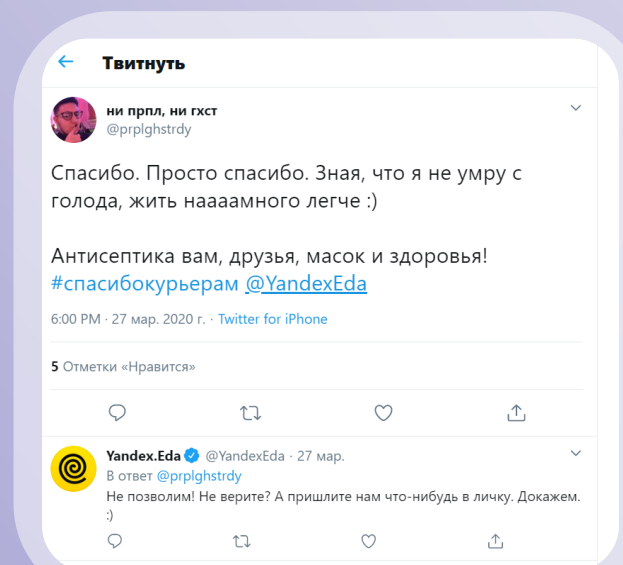 Твитнуть
ни прпл, ни гхст
@prplghstrdy
Спасибо. Просто спасибо. Зная, что я не умру с
голода, жить наааамного легче :)
Антисептика вам, друзья, масок и здоровья!
#спасибокурьерам @YandexEda
6:00 PM · 27 мар. 2020 г. · Twitter for iPhone
5 Отметки «Нравится»
Yandex.Eda @YandexEda · 27 мар.
В ответ @prplghstrdy
Не позволим! Не верите? А пришлите нам что-нибудь в личку. Докажем.
:)